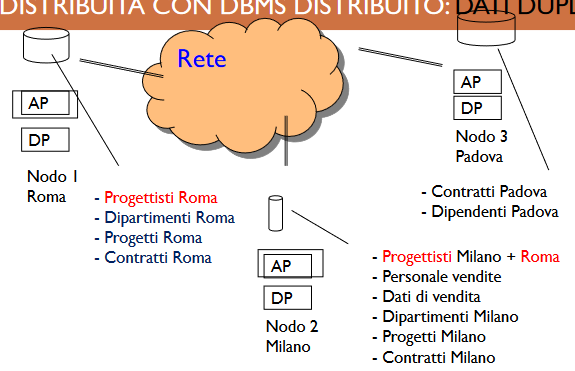 DISTRIBUITA CON DBMS DISTRIBUITO: DATI DUPL
Rete
AP
DP
Nodo 1
Roma
- Progettisti Roma
- Dipartimenti Roma
- Progetti Roma
- Contratti Roma
AP
DP
Nodo 2
Milano
- Progettisti Milano + Roma
- Personale vendite
- Dati di vendita
- Dipartimenti Milano
- Progetti Milano
- Contratti Milano
AP
DP
Nodo 3
Padova
- Contratti Padova
- Dipendenti Padova